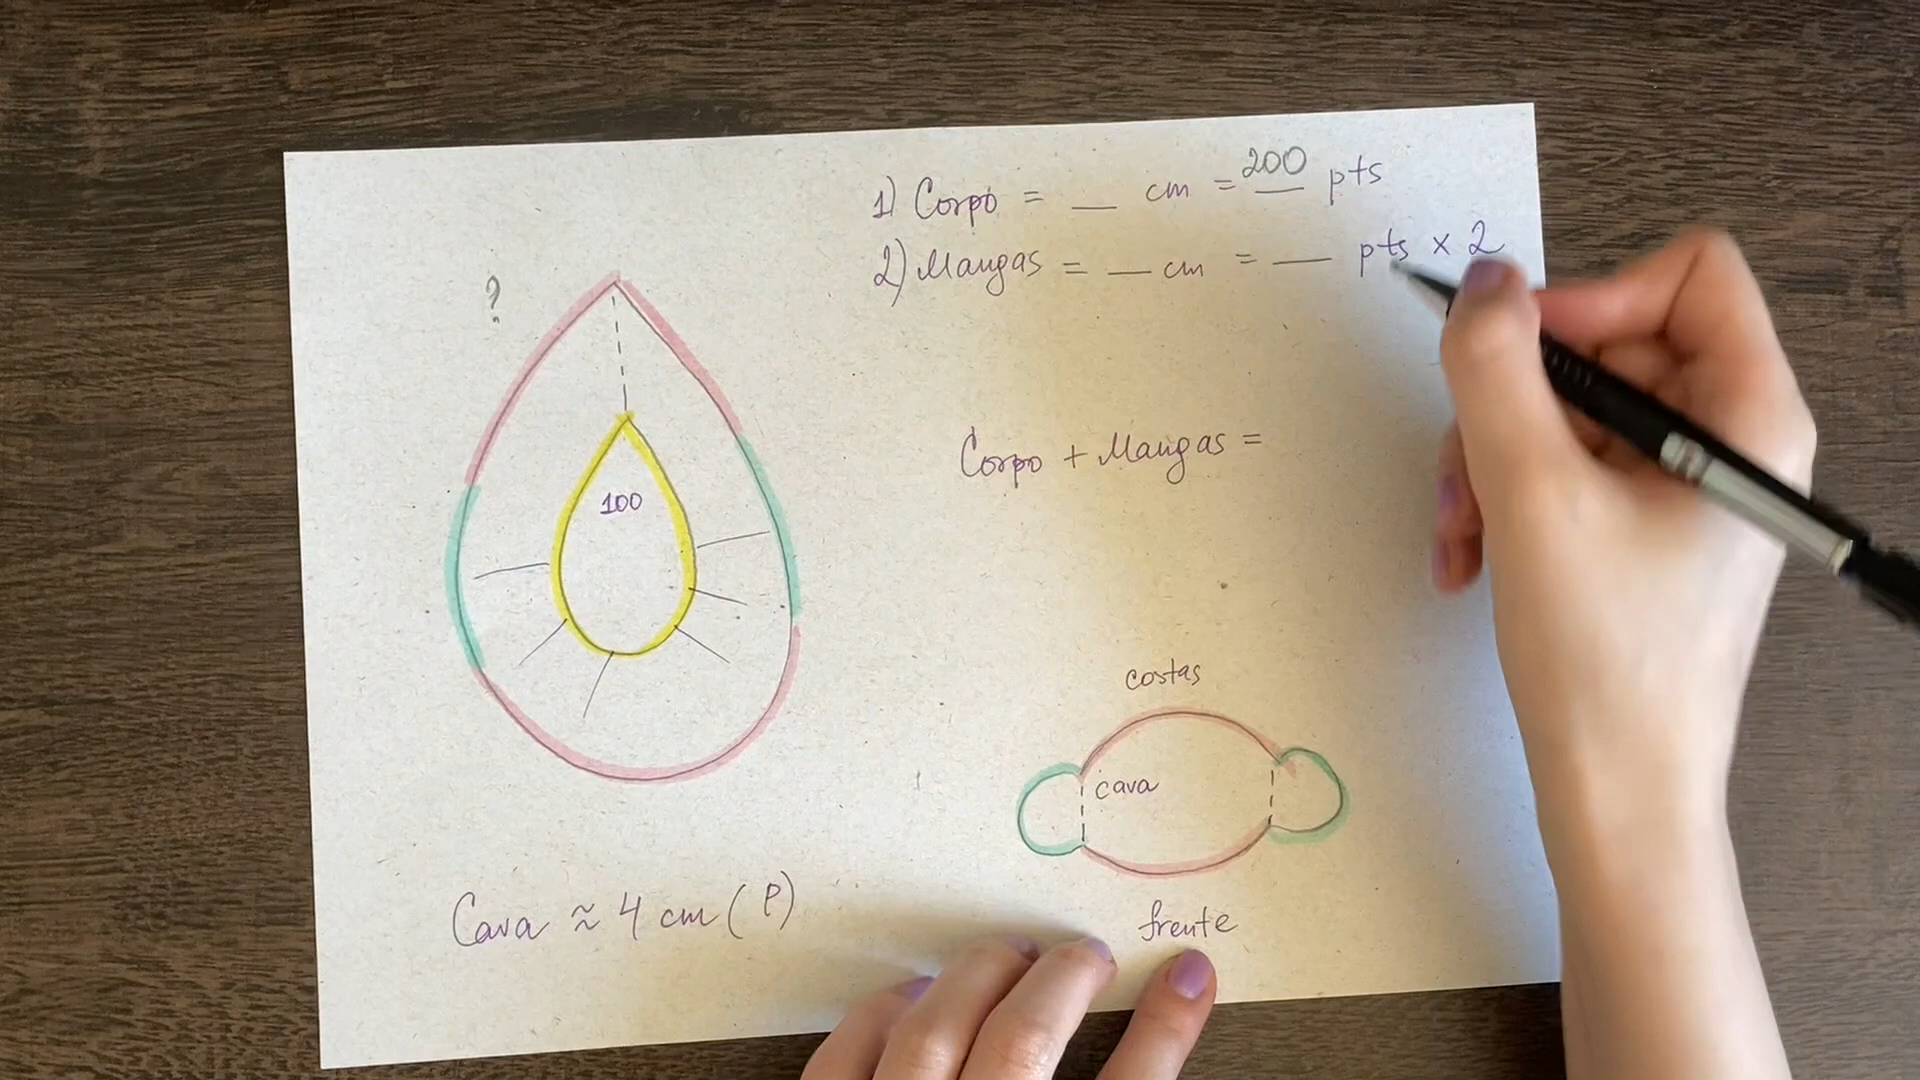 1) Corpo = __ cm = 200 pts
2) Mangas = __ cm = __ pts x 2
?
100
Corpo + Mangas =
costas
cava
frente
Cava ≈ 4 cm (P)